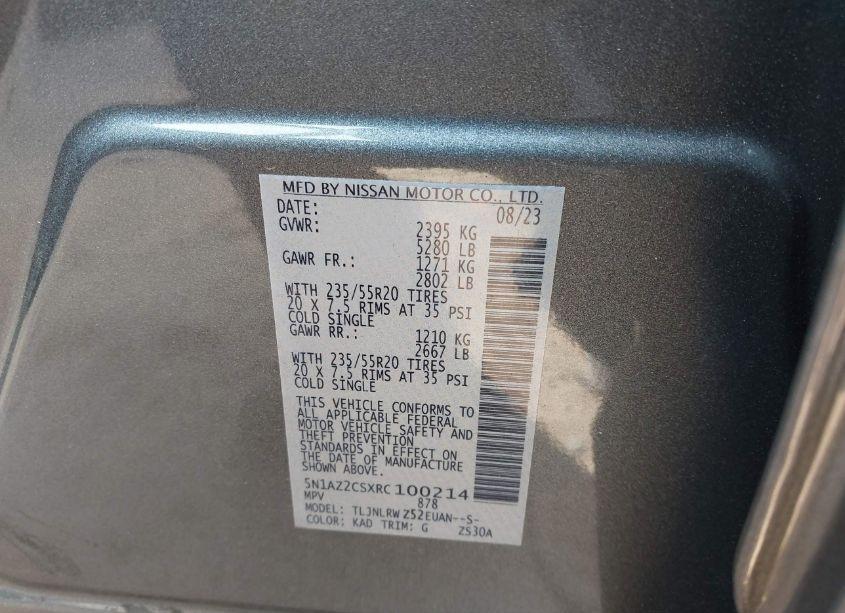 MFD BY NISSAN MOTOR CO., LTD.
DATE: 08/23
GVWR: 2395 KG
5280 LB
GAWR FR.: 1271 KG
2802 LB
WITH 235/55R20 TIRES
20 X 7.5 RIMS AT 35 PSI
COLD SINGLE
GAWR RR.: 1210 KG
2667 LB
WITH 235/55R20 TIRES
20 X 7.5 RIMS AT 35 PSI
COLD SINGLE
THIS VEHICLE CONFORMS TO
ALL APPLICABLE FEDERAL
MOTOR VEHICLE SAFETY AND
THEFT PREVENTION
STANDARDS IN EFFECT ON
THE DATE OF MANUFACTURE
SHOWN ABOVE.
5N1AZ2CSXRC100214
MPV 878
MODEL: TLJNLRW Z52EUAN--S-
COLOR: KAD TRIM: G ZS30A